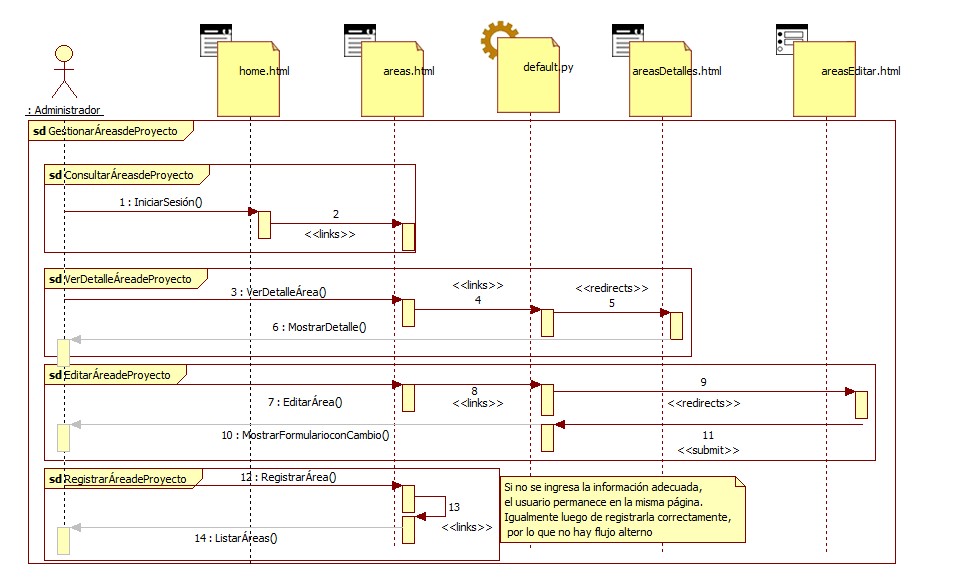 home.html
areas.html
default.py
areasDetalles.html
areasEditar.html
: Administrador
sd GestionarÁreasdeProyecto
sd ConsultarÁreasdeProyecto
1 : IniciarSesión()
2
<<links>>
sd VerDetalleÁreadeProyecto
3 : VerDetalleÁrea()
<<links>>
4
<<redirects>>
5
6 : MostrarDetalle()
sd EditarÁreadeProyecto
7 : EditarÁrea()
8
<<links>>
9
<<redirects>>
10 : MostrarFormularioconCambio()
11
<<submit>>
sd RegistrarÁreadeProyecto
12 : RegistrarÁrea()
13
<<links>>
14 : ListarÁreas()
Si no se ingresa la información adecuada,
el usuario permanece en la misma página.
Igualmente luego de registrarla correctamente,
por lo que no hay flujo alterno